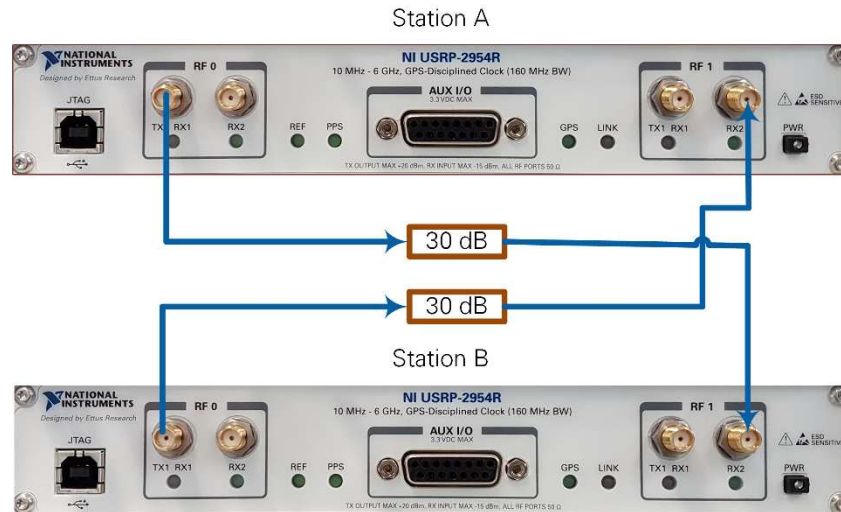 Station A
NATIONAL INSTRUMENTS
Designed by Ettus Research
NI USRP-2954R
10 MHz - 6 GHz, GPS-Disciplined Clock (160 MHz BW)
RF 0
RF 1
JTAG
AUX I/O
3.3 VDC MAX
TX1 RX1
RX2
REF
PPS
GPS
LINK
TX1 RX1
RX2
ESD
SENSITIVE
PWR
TX OUTPUT MAX +20 dBm, RX INPUT MAX -15 dBm, ALL RF PORTS 50 Ω
30 dB
30 dB
Station B
NATIONAL INSTRUMENTS
Designed by Ettus Research
NI USRP-2954R
10 MHz - 6 GHz, GPS-Disciplined Clock (160 MHz BW)
RF 0
RF 1
JTAG
AUX I/O
3.3 VDC MAX
TX1 RX1
RX2
REF
PPS
GPS
LINK
TX1 RX1
RX2
ESD
SENSITIVE
PWR
TX OUTPUT MAX +20 dBm, RX INPUT MAX -15 dBm, ALL RF PORTS 50 Ω